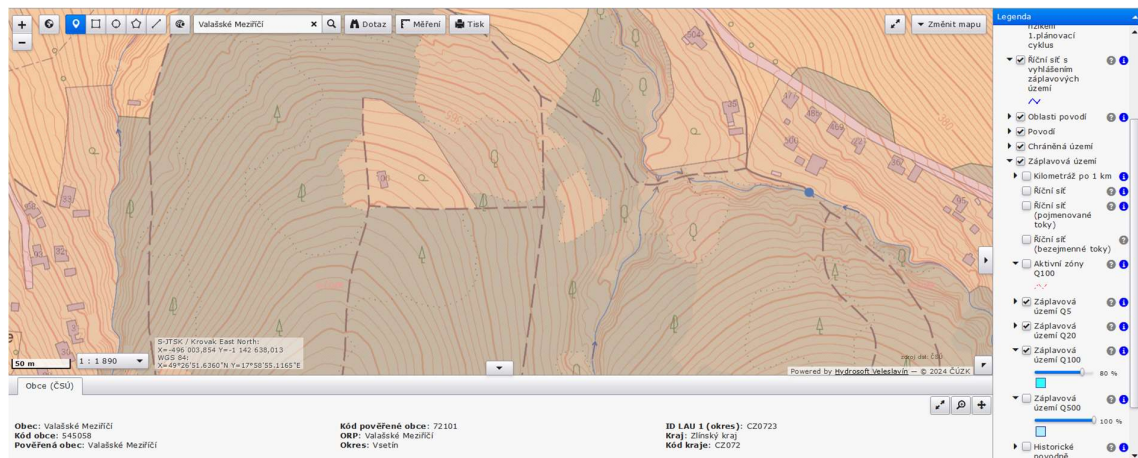 Valašské Meziříčí
Dotaz
Měření
Tisk
Změnit mapu
50 m
1 : 1 890
S-JTSK / Krovak East North:
X=-496 003,854 Y=-1 142 638,013
WGS 84:
X=49°26'51.6360"N Y=17°58'55.1165"E
zdroj dat: ČSÚ
Powered by Hydrosoft Veleslavín — © 2024 ČÚZK
Legenda
rizikem
1.plánovací
cyklus
Říční síť s
vyhlášením
záplavových
území
Oblasti povodí
Povodí
Chráněná území
Záplavová území
Kilometráž po 1 km
Říční síť
Říční síť
(pojmenované
toky)
Říční síť
(bezejmenné toky)
Aktivní zóny
Q100
Záplavová
území Q5
Záplavová
území Q20
Záplavová
území Q100
80 %
Záplavová
území Q500
100 %
Historické
povodně
Obce (ČSÚ)
Obec: Valašské Meziříčí
Kód obce: 545058
Pověřená obec: Valašské Meziříčí
Kód pověřené obce: 72101
ORP: Valašské Meziříčí
Okres: Vsetín
ID LAU 1 (okres): CZ0723
Kraj: Zlínský kraj
Kód kraje: CZ072